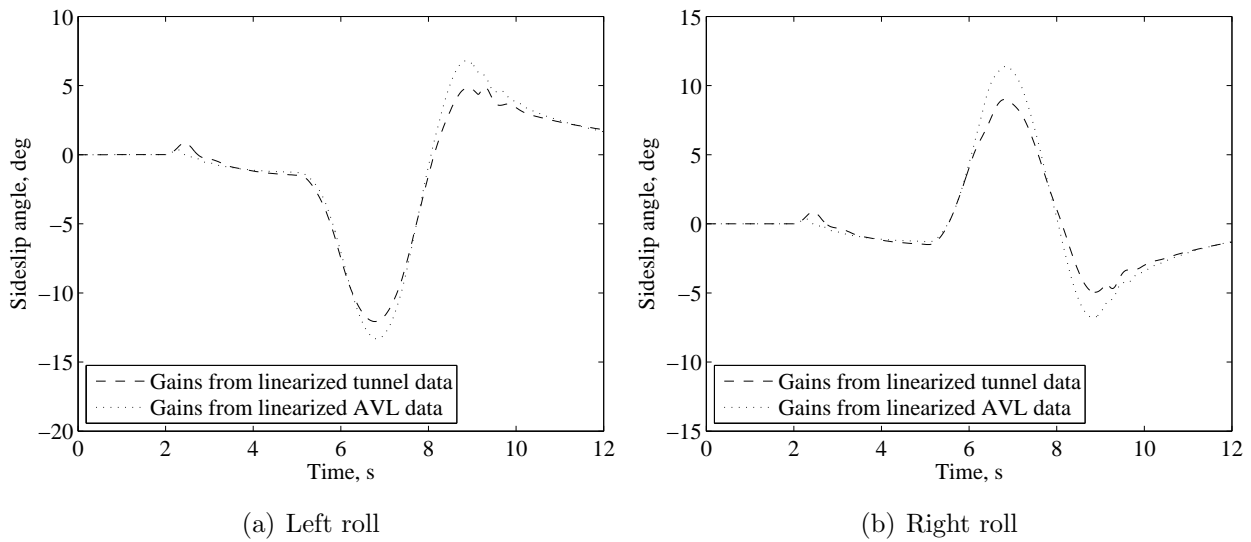 10
5
0
−5
−10
−15
−20
0 2 4 6 8 10 12
Sideslip angle, deg
Time, s
Gains from linearized tunnel data
Gains from linearized AVL data
(a) Left roll
15
10
5
0
−5
−10
−15
0 2 4 6 8 10 12
Sideslip angle, deg
Time, s
Gains from linearized tunnel data
Gains from linearized AVL data
(b) Right roll